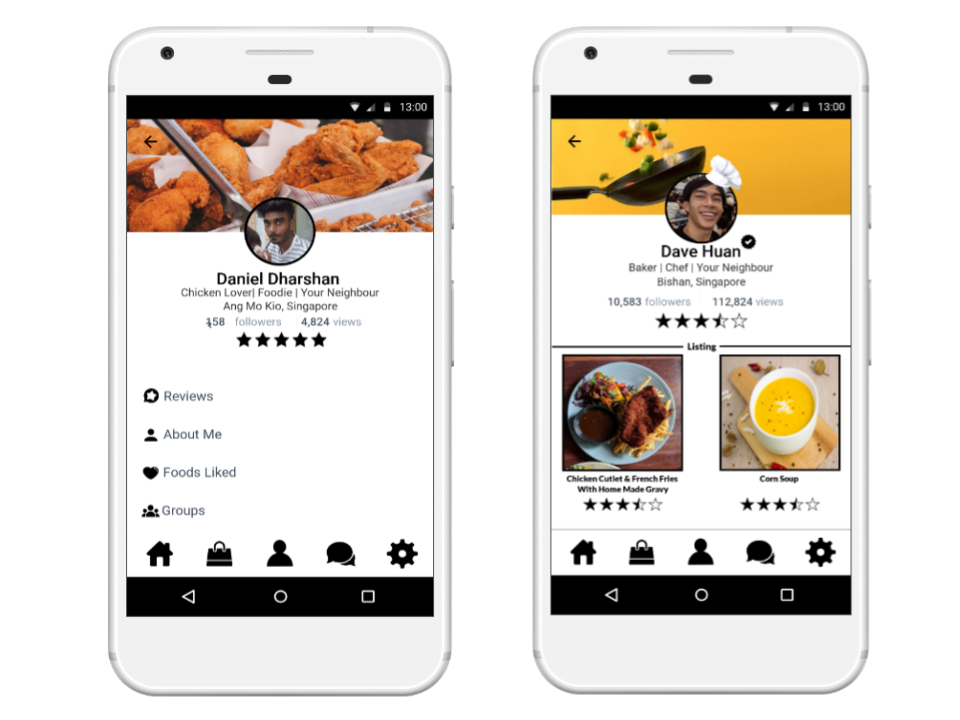 13:00
Daniel Dharshan
Chicken Lover| Foodie | Your Neighbour
Ang Mo Kio, Singapore
158 followers 4,824 views
Reviews
About Me
Foods Liked
Groups
13:00
Dave Huan
Baker | Chef | Your Neighbour
Bishan, Singapore
10,583 followers 112,824 views
Listing
Chicken Cutlet & French Fries
With Home Made Gravy
Corn Soup